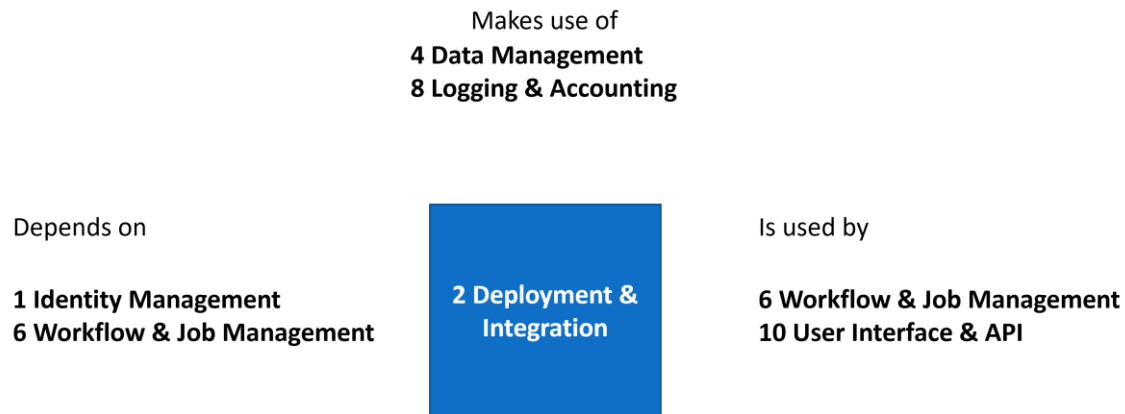 Makes use of
4 Data Management
8 Logging & Accounting
Depends on
1 Identity Management
6 Workflow & Job Management
2 Deployment &
Integration
Is used by
6 Workflow & Job Management
10 User Interface & API